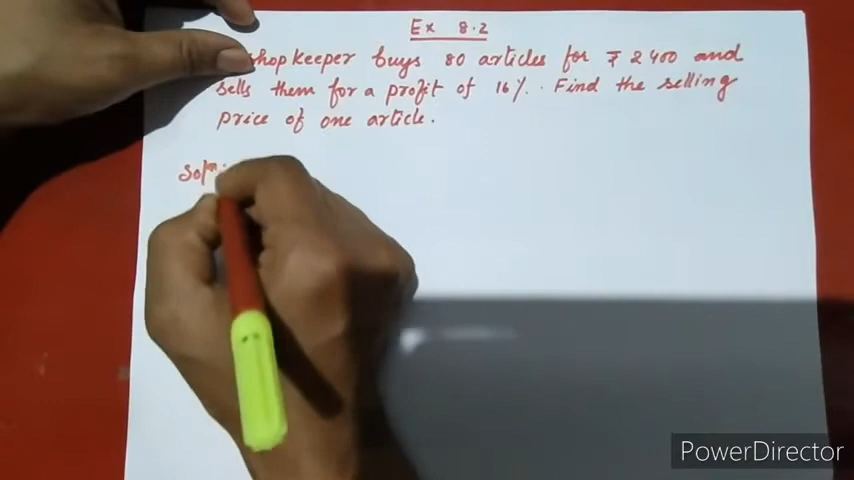 Ex 8.2
shopkeeper buys 80 articles for ₹ 2400 and
sells them for a profit of 16%. Find the selling
price of one article.
Solⁿ:
PowerDirector